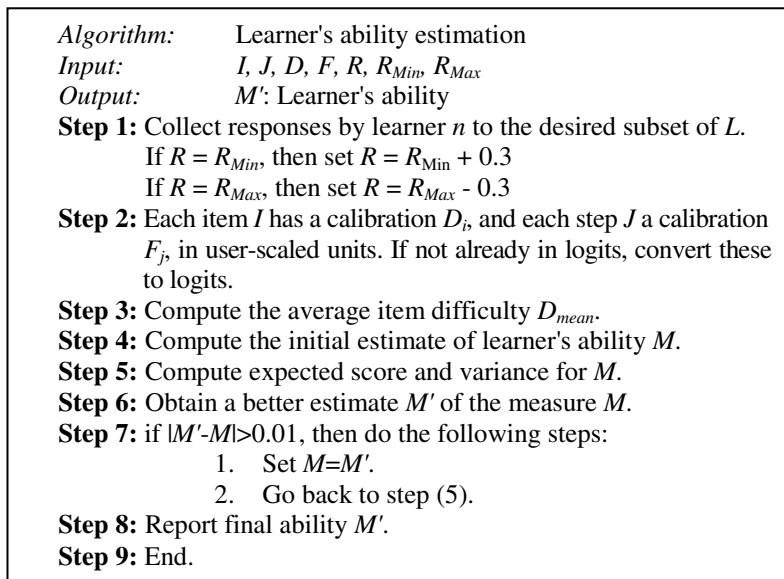 Algorithm: Learner's ability estimation
Input: I, J, D, F, R, R_Min, R_Max
Output: M': Learner's ability
Step 1: Collect responses by learner n to the desired subset of L.
If R = R_Min, then set R = R_Min + 0.3
If R = R_Max, then set R = R_Max - 0.3
Step 2: Each item I has a calibration D_i, and each step J a calibration
F_j, in user-scaled units. If not already in logits, convert these
to logits.
Step 3: Compute the average item difficulty D_mean.
Step 4: Compute the initial estimate of learner's ability M.
Step 5: Compute expected score and variance for M.
Step 6: Obtain a better estimate M' of the measure M.
Step 7: if |M'-M|>0.01, then do the following steps:
1. Set M=M'.
2. Go back to step (5).
Step 8: Report final ability M'.
Step 9: End.